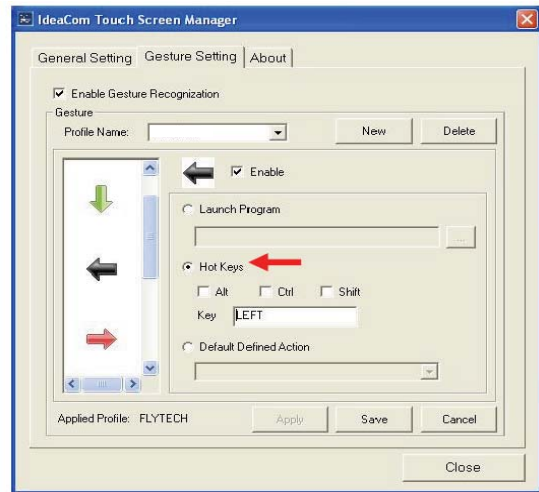 IdeaCom Touch Screen Manager
General Setting Gesture Setting About
Enable Gesture Recognization
Gesture
Profile Name: New Delete
Enable
Launch Program
...
Hot Keys
Alt Ctrl Shift
Key LEFT
Default Defined Action
Applied Profile: FLYTECH Apply Save Cancel
Close